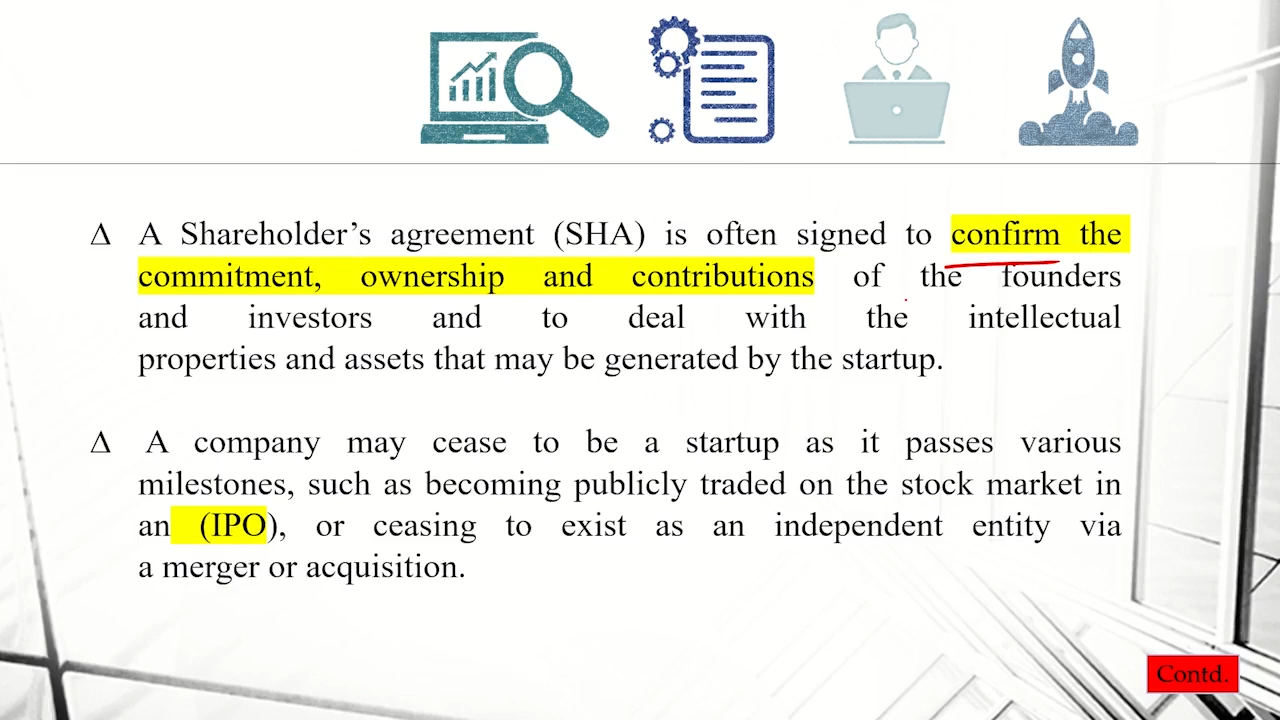 Δ A Shareholder’s agreement (SHA) is often signed to confirm the
commitment, ownership and contributions of the founders
and investors and to deal with the intellectual
properties and assets that may be generated by the startup.
Δ A company may cease to be a startup as it passes various
milestones, such as becoming publicly traded on the stock market in
an (IPO), or ceasing to exist as an independent entity via
a merger or acquisition.
Contd.